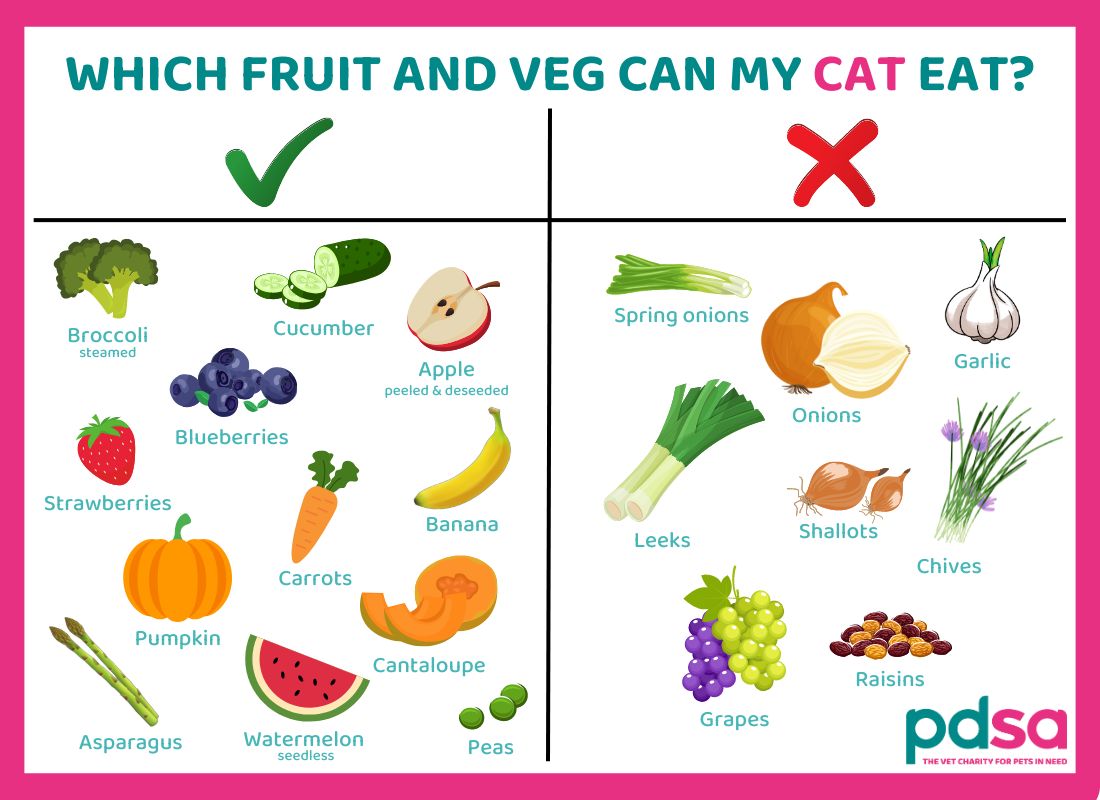 WHICH FRUIT AND VEG CAN MY CAT EAT?
Broccoli
steamed
Cucumber
Apple
peeled & deseeded
Blueberries
Strawberries
Banana
Carrots
Pumpkin
Cantaloupe
Asparagus
Watermelon
seedless
Peas
Spring onions
Garlic
Onions
Leeks
Shallots
Chives
Grapes
Raisins
pdsa
THE VET CHARITY FOR PETS IN NEED